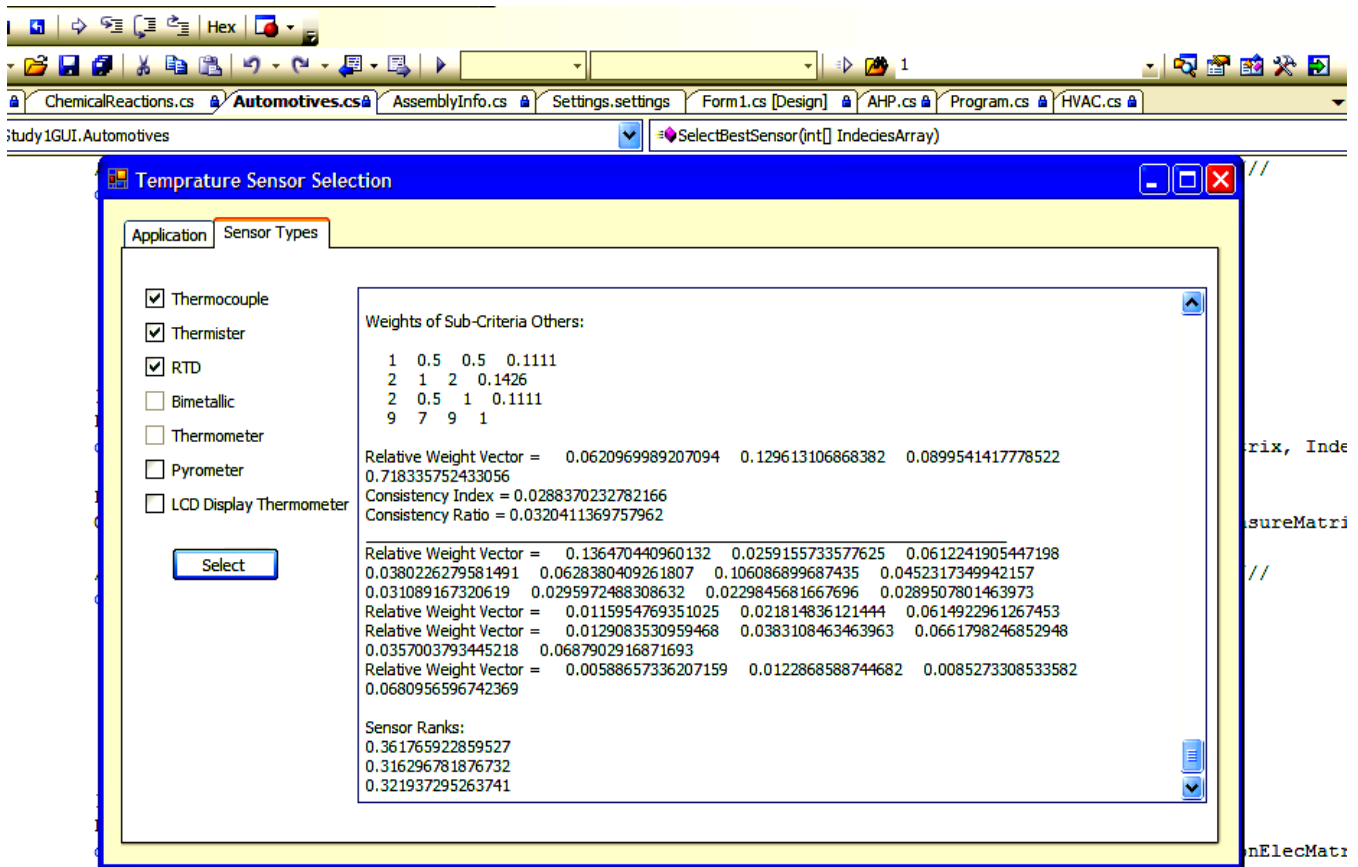 Hex
1
ChemicalReactions.cs Automotives.cs AssemblyInfo.cs Settings.settings Form1.cs [Design] AHP.cs Program.cs HVAC.cs
Study1GUI.Automotives SelectBestSensor(int[] IndeciesArray)
//
Temprature Sensor Selection
Application Sensor Types
Thermocouple
Thermister
RTD
Bimetallic
Thermometer
Pyrometer
LCD Display Thermometer
Select
Weights of Sub-Criteria Others:
1 0.5 0.5 0.1111
2 1 2 0.1426
2 0.5 1 0.1111
9 7 9 1
Relative Weight Vector = 0.0620969989207094 0.129613106868382 0.0899541417778522
0.718335752433056
Consistency Index = 0.0288370232782166
Consistency Ratio = 0.0320411369757962
Relative Weight Vector = 0.136470440960132 0.0259155733577625 0.0612241905447198
0.0380226279581491 0.0628380409261807 0.106086899687435 0.0452317349942157
0.031089167320619 0.0295972488308632 0.0229845681667696 0.0289507801463973
Relative Weight Vector = 0.0115954769351025 0.021814836121444 0.0614922961267453
Relative Weight Vector = 0.0129083530959468 0.0383108463463963 0.0661798246852948
0.0357003793445218 0.0687902916871693
Relative Weight Vector = 0.00588657336207159 0.0122868588744682 0.0085273308533582
0.0680956596742369
Sensor Ranks:
0.361765922859527
0.316296781876732
0.321937295263741
rix, Inde
sureMatri
//
nElecMatr